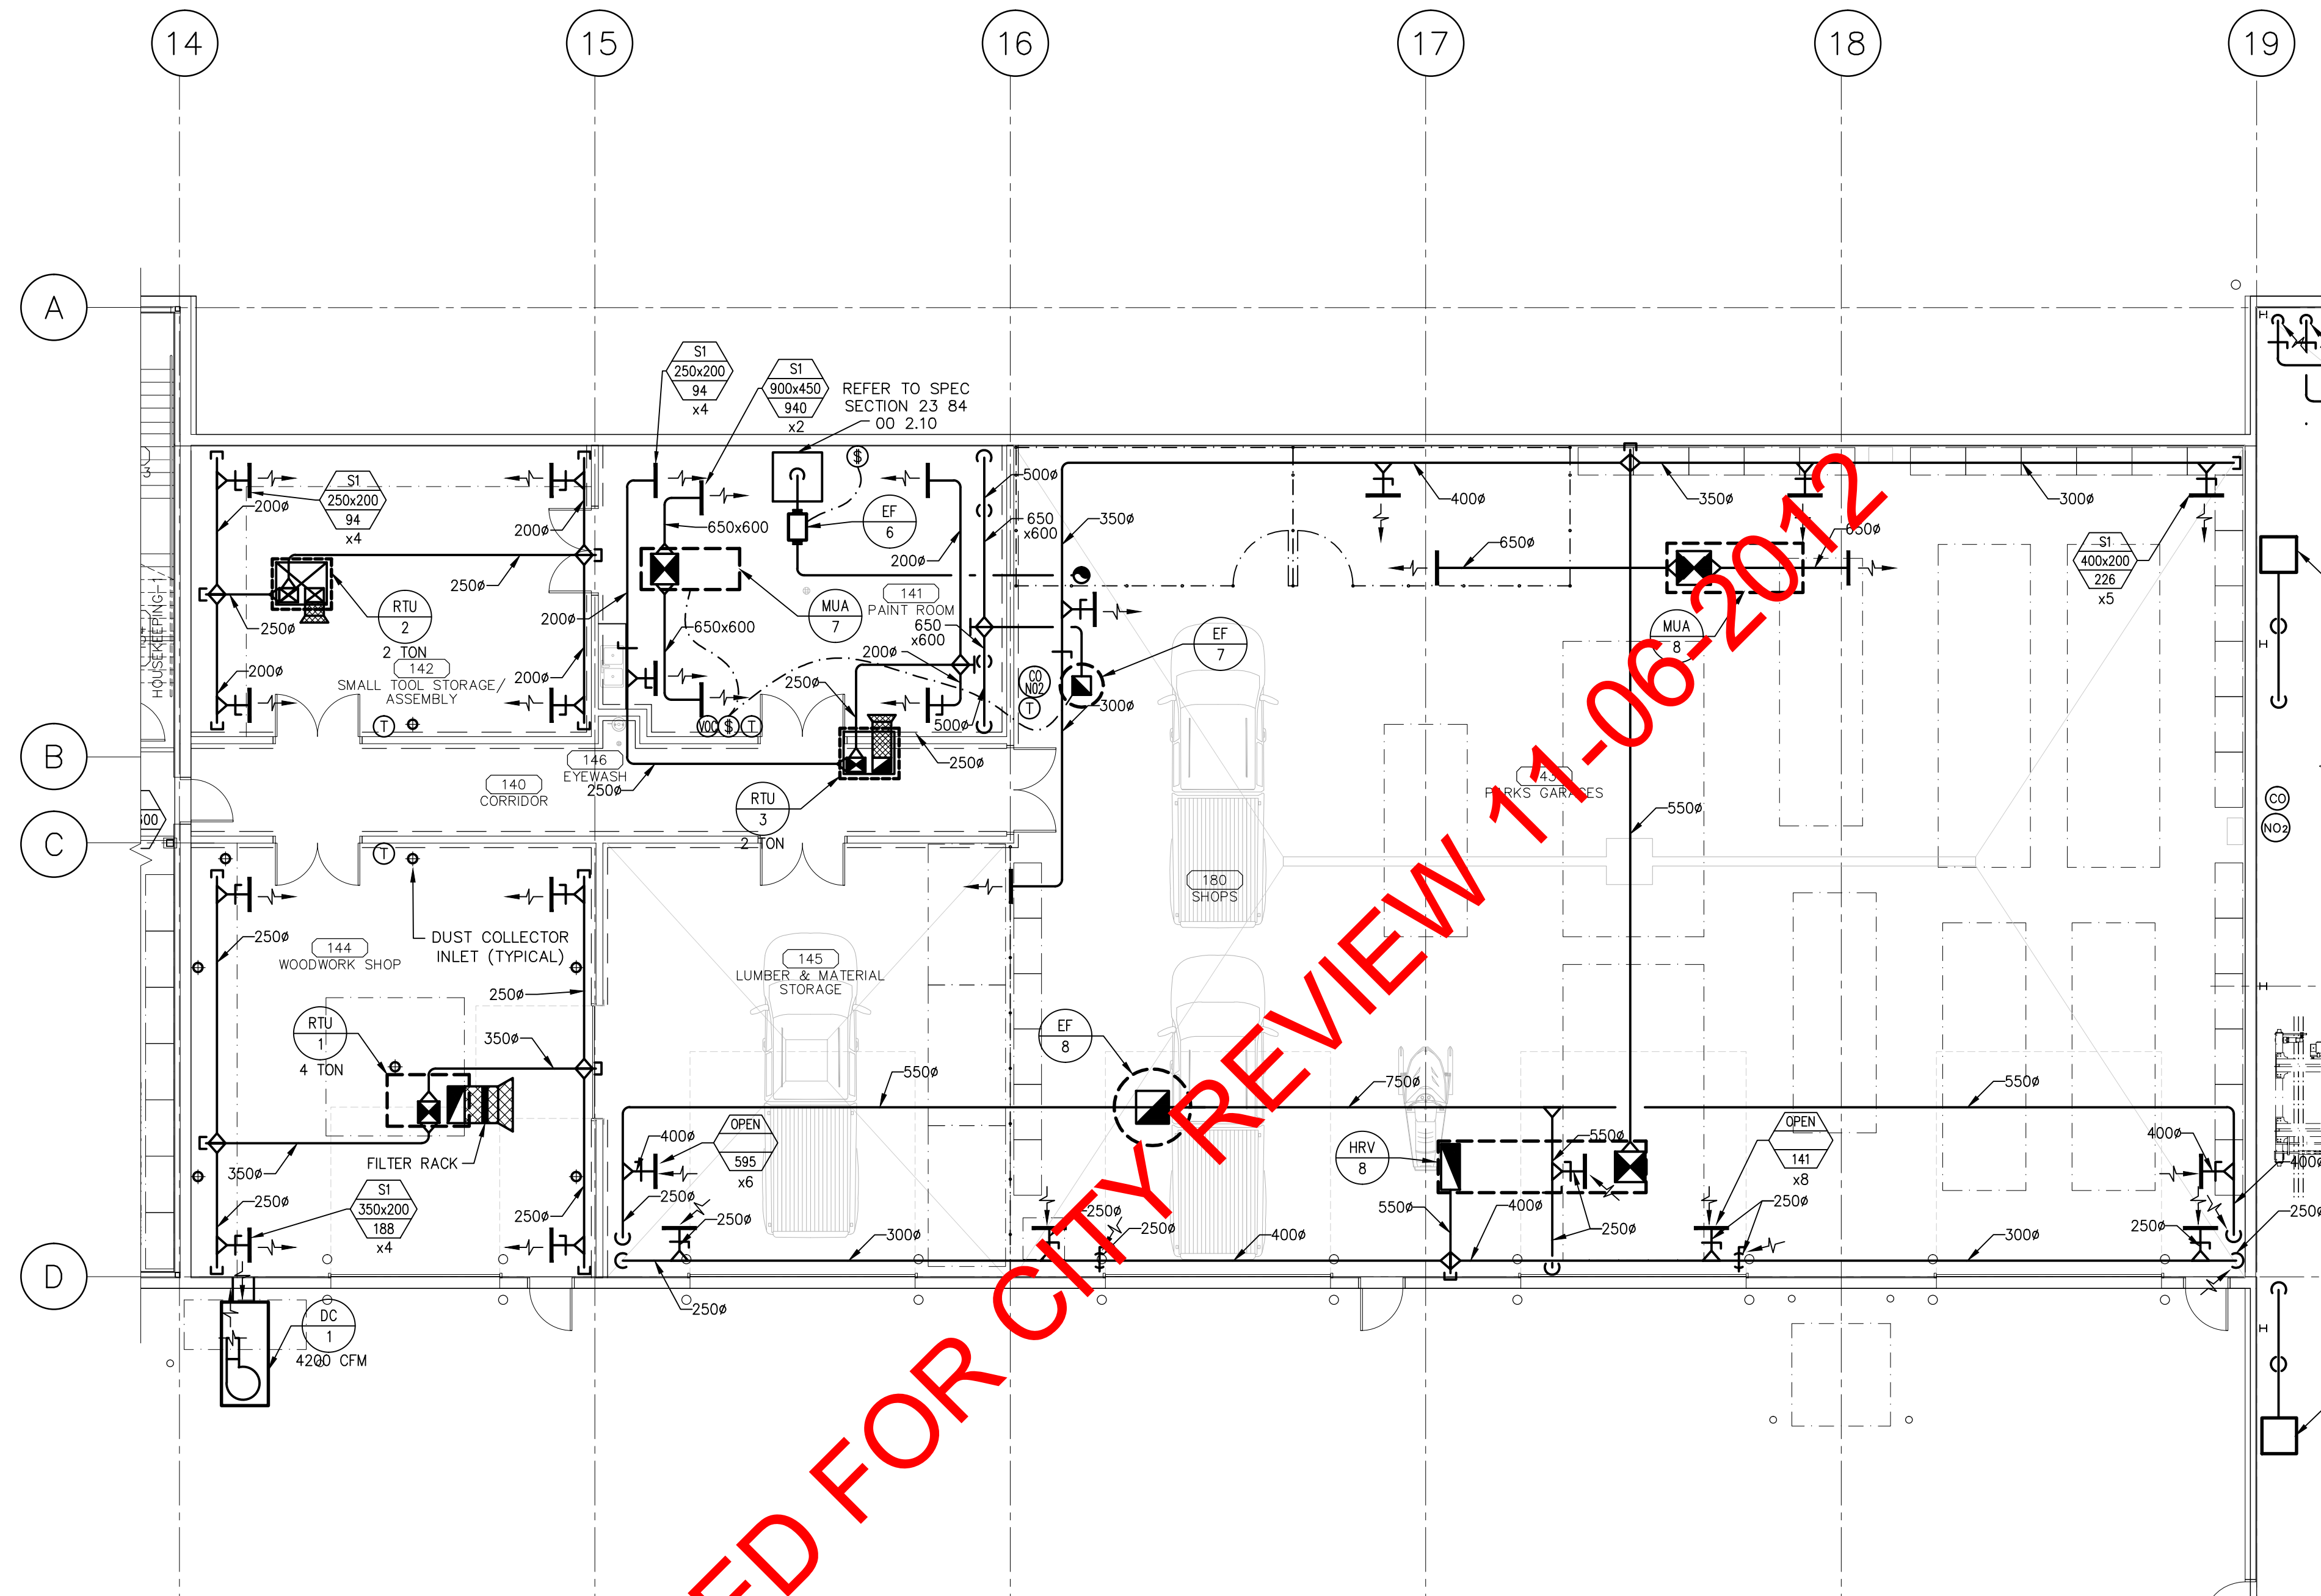 14
15
16
17
18
19
A
B
C
D
S1
250x200
94
x4
S1
900x450
940
x2
REFER TO SPEC
SECTION 23 84
00 2.10
S1
250x200
94
x4
200ø
200ø
250ø
250ø
RTU
2
2 TON
142
SMALL TOOL STORAGE/
ASSEMBLY
200ø
200ø
HOUSEKEEPING-1
3
T
650x600
650x600
200ø
$
EF
6
200ø
MUA
7
141
PAINT ROOM
500ø
650
x600
650
x600
200ø
250ø
500ø
VOC
$
T
146
EYEWASH
250ø
140
CORRIDOR
RTU
3
2 TON
250ø
350ø
EF
7
CO
NO2
T
300ø
400ø
350ø
300ø
650ø
650ø
S1
400x200
226
x5
MUA
8
550ø
143
PARKS GARAGES
CO
NO2
T
250ø
144
WOODWORK SHOP
DUST COLLECTOR
INLET (TYPICAL)
250ø
RTU
1
4 TON
350ø
350ø
FILTER RACK
250ø
S1
350x200
188
x4
250ø
145
LUMBER & MATERIAL
STORAGE
180
SHOPS
EF
8
550ø
750ø
550ø
OPEN
595
x6
400ø
250ø
250ø
250ø
300ø
250ø
250ø
400ø
HRV
8
550ø
550ø
400ø
250ø
OPEN
141
x8
250ø
300ø
400ø
400ø
250ø
250ø
DC
1
4200 CFM
ED FOR CITY REVIEW 11-06-2012